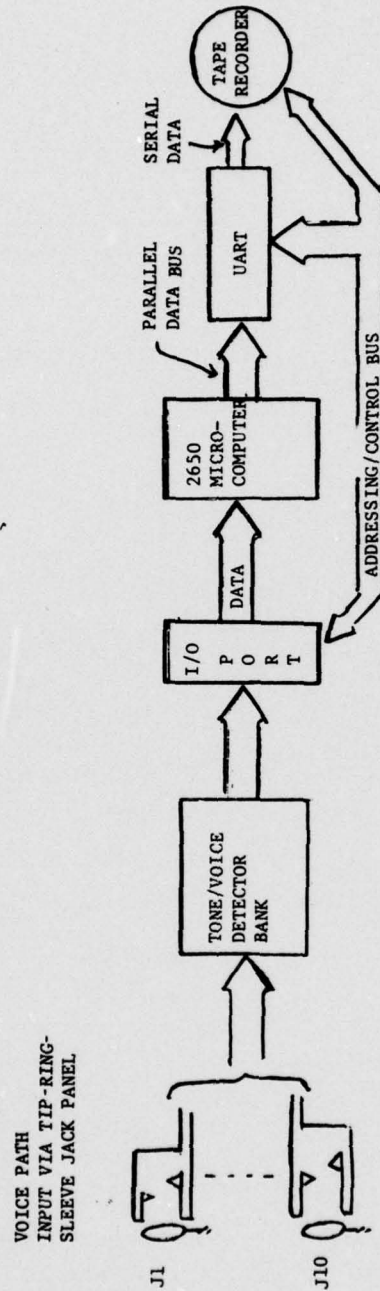 VOICE PATH
INPUT VIA TIP-RING-
SLEEVE JACK PANEL
J1
J10
TONE/VOICE
DETECTOR
BANK
I/O
P
O
R
T
DATA
2650
MICRO-
COMPUTER
PARALLEL
DATA BUS
UART
SERIAL
DATA
TAPE
RECORDER
ADDRESSING/CONTROL BUS